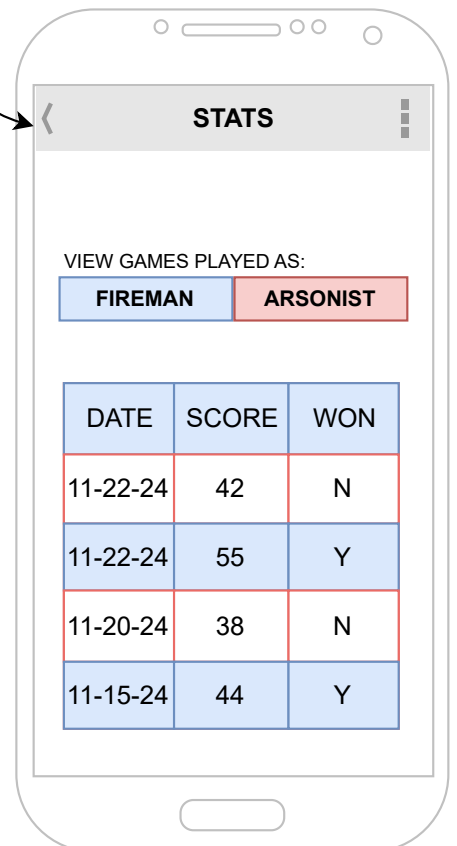 STATS
VIEW GAMES PLAYED AS:
FIREMAN ARSONIST
DATE SCORE WON
11-22-24 42 N
11-22-24 55 Y
11-20-24 38 N
11-15-24 44 Y